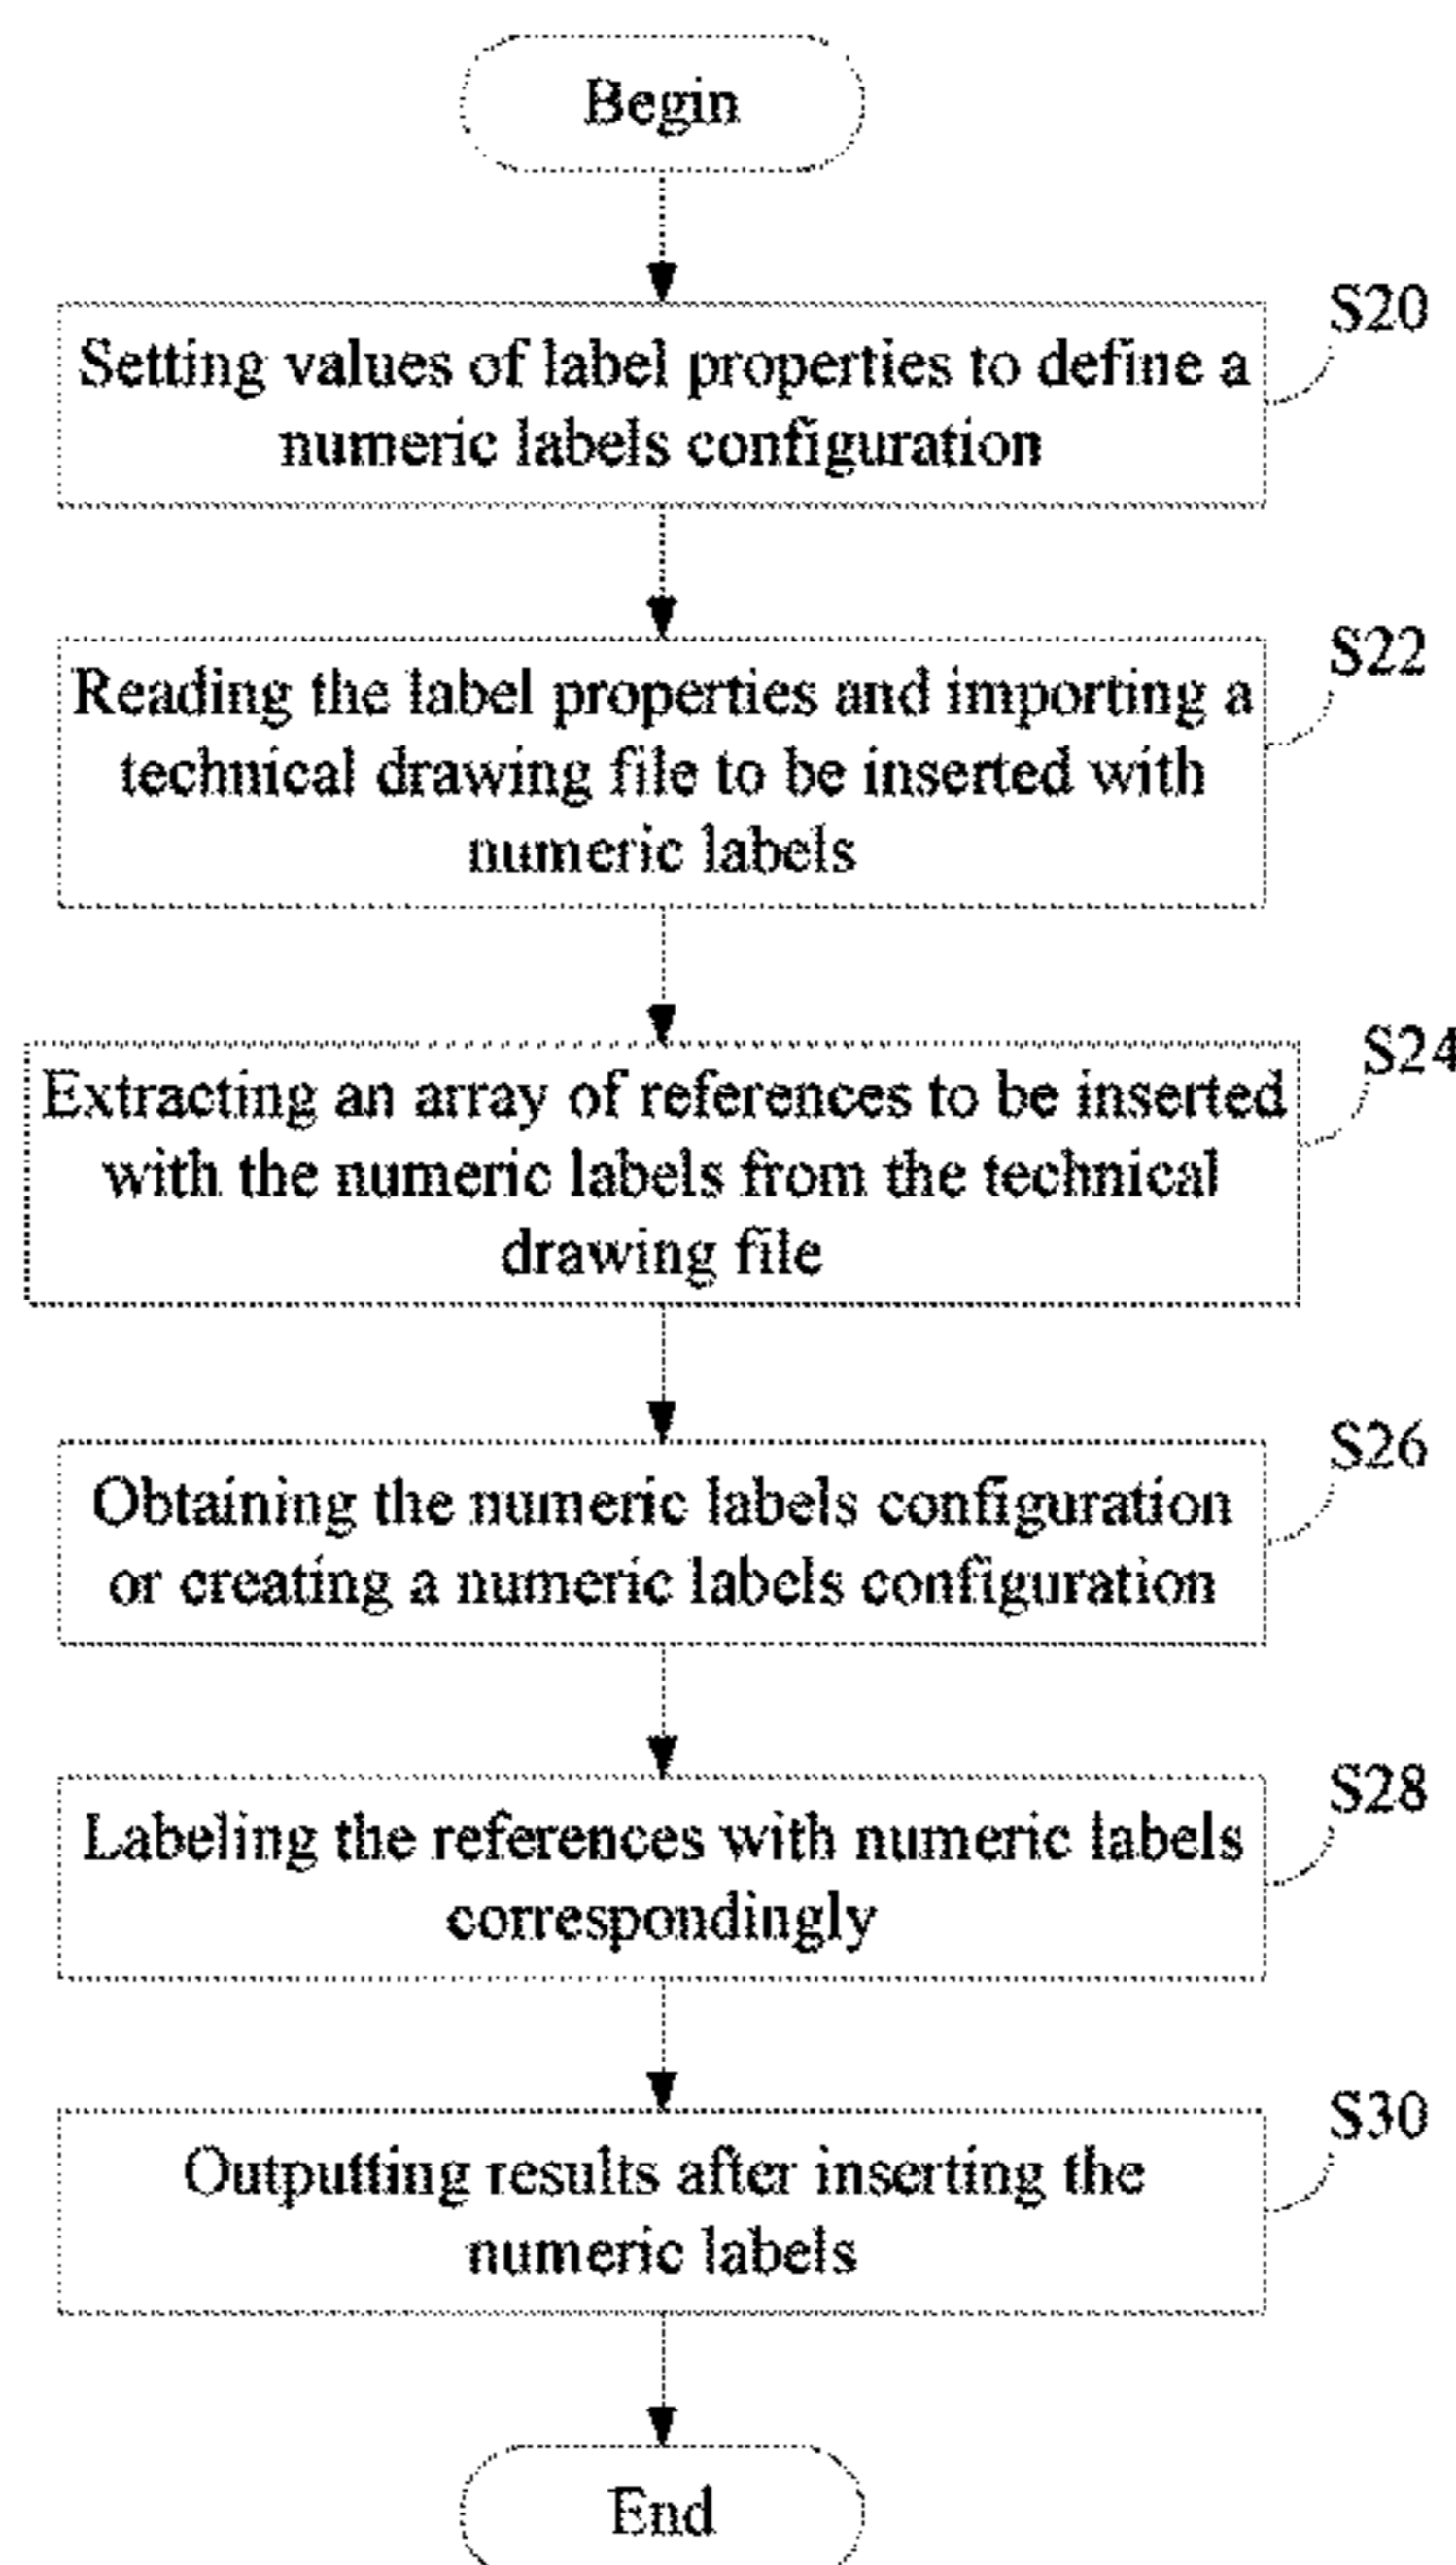 Begin
S20
Setting values of label properties to define a
numeric labels configuration
S22
Reading the label properties and importing a
technical drawing file to be inserted with
numeric labels
S24
Extracting an array of references to be inserted
with the numeric labels from the technical
drawing file
S26
Obtaining the numeric labels configuration
or creating a numeric labels configuration
S28
Labeling the references with numeric labels
correspondingly
S30
Outputting results after inserting the
numeric labels
End